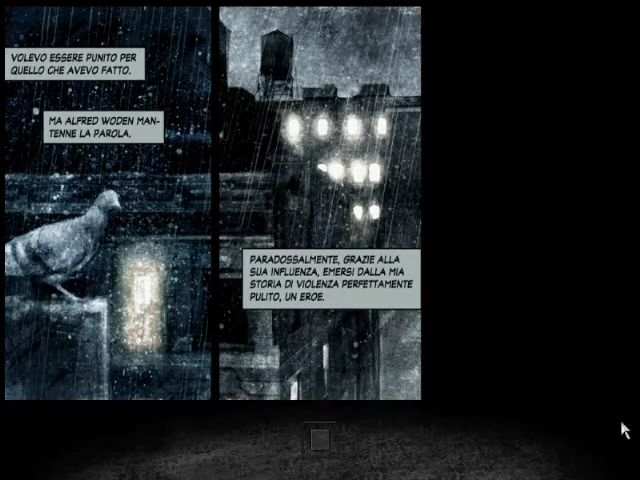 VOLEVO ESSERE PUNITO PER
QUELLO CHE AVEVO FATTO.
MA ALFRED WODEN MAN-
TENNE LA PAROLA.
PARADOSSALMENTE, GRAZIE ALLA
SUA INFLUENZA, EMERSI DALLA MIA
STORIA DI VIOLENZA PERFETTAMENTE
PULITO, UN EROE.